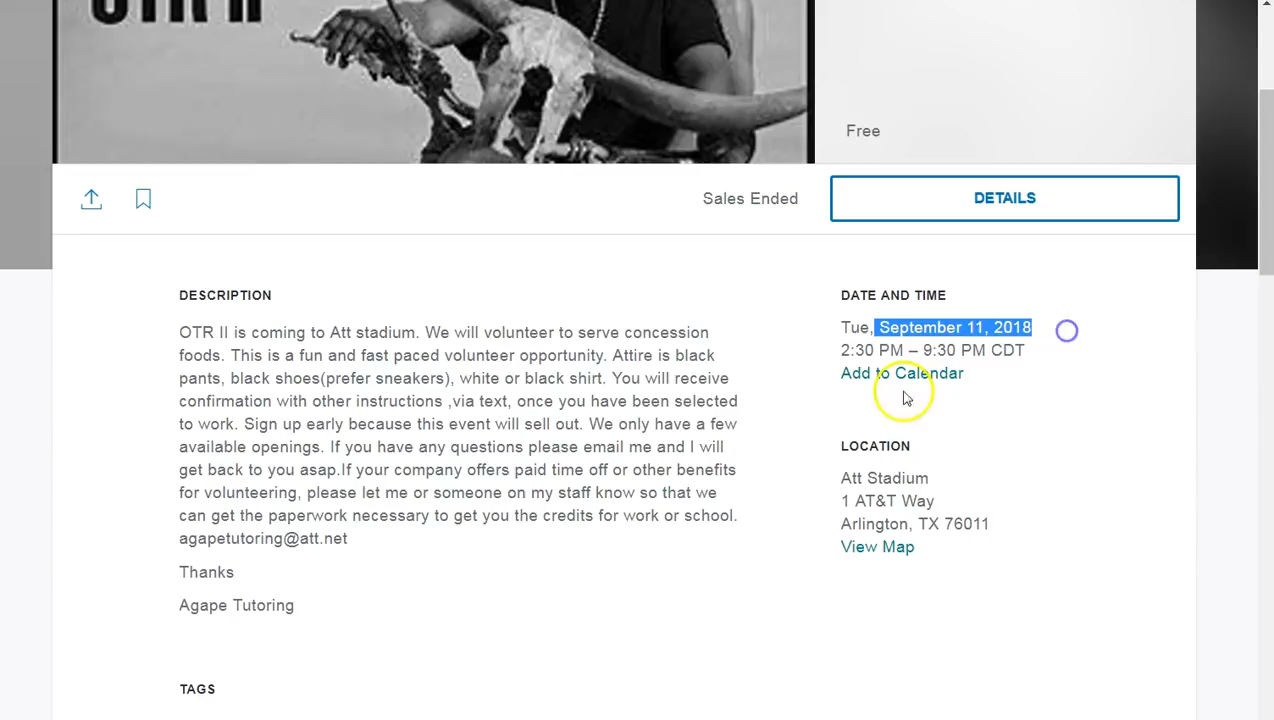 OTR II
Free
Sales Ended
DETAILS
DESCRIPTION
OTR II is coming to Att stadium. We will volunteer to serve concession
foods. This is a fun and fast paced volunteer opportunity. Attire is black
pants, black shoes(prefer sneakers), white or black shirt. You will receive
confirmation with other instructions ,via text, once you have been selected
to work. Sign up early because this event will sell out. We only have a few
available openings. If you have any questions please email me and I will
get back to you asap.If your company offers paid time off or other benefits
for volunteering, please let me or someone on my staff know so that we
can get the paperwork necessary to get you the credits for work or school.
agapetutoring@att.net
Thanks
Agape Tutoring
TAGS
DATE AND TIME
Tue, September 11, 2018
2:30 PM – 9:30 PM CDT
Add to Calendar
LOCATION
Att Stadium
1 AT&T Way
Arlington, TX 76011
View Map